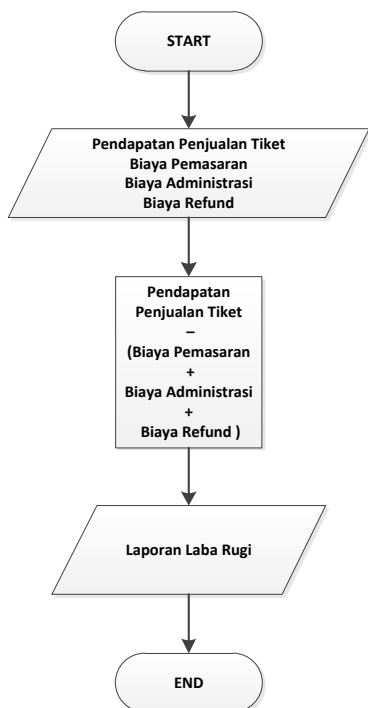 START
Pendapatan Penjualan Tiket
Biaya Pemasaran
Biaya Administrasi
Biaya Refund
Pendapatan
Penjualan Tiket
–
(Biaya Pemasaran
+
Biaya Administrasi
+
Biaya Refund )
Laporan Laba Rugi
END